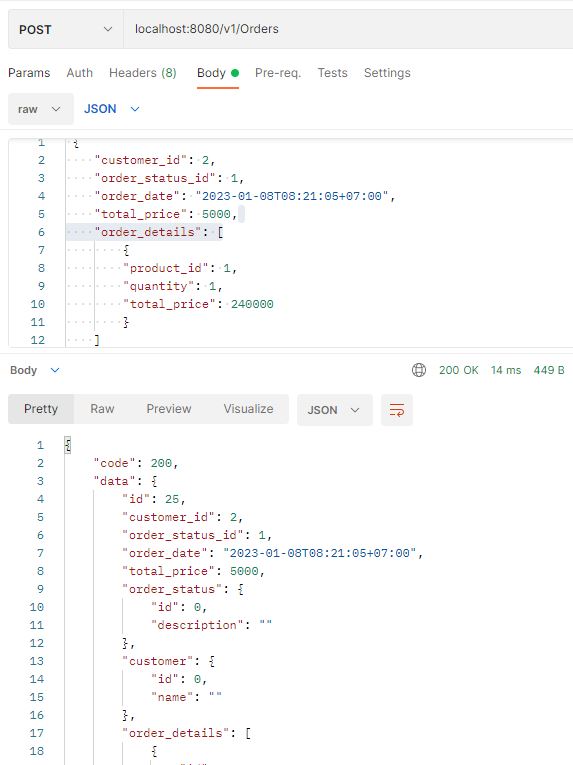 POST localhost:8080/v1/Orders
Params Auth Headers (8) Body Pre-req. Tests Settings
raw JSON
1 {
2 "customer_id": 2,
3 "order_status_id": 1,
4 "order_date": "2023-01-08T08:21:05+07:00",
5 "total_price": 5000,
6 "order_details": [
7 {
8 "product_id": 1,
9 "quantity": 1,
10 "total_price": 240000
11 }
12 ]
Body 200 OK 14 ms 449 B
Pretty Raw Preview Visualize JSON
1 {
2 "code": 200,
3 "data": {
4 "id": 25,
5 "customer_id": 2,
6 "order_status_id": 1,
7 "order_date": "2023-01-08T08:21:05+07:00",
8 "total_price": 5000,
9 "order_status": {
10 "id": 0,
11 "description": ""
12 },
13 "customer": {
14 "id": 0,
15 "name": ""
16 },
17 "order_details": [
18 {